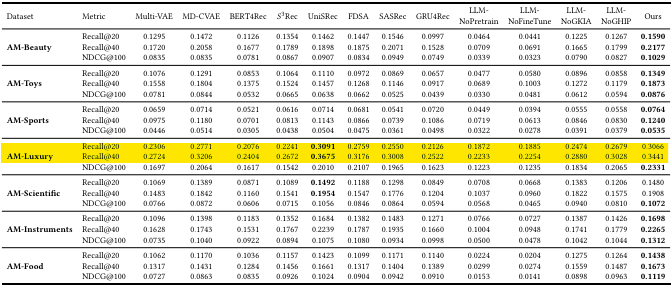 Dataset Metric Multi-VAE MD-CVAE BERT4Rec S³Rec UniSRec FDSA SASRec GRU4Rec LLM-NoPretrain LLM-NoFineTune LLM-NoGKIA LLM-NoGHIP Ours
Recall@20 0.1295 0.1472 0.1126 0.1354 0.1462 0.1447 0.1546 0.0997 0.0464 0.0441 0.1225 0.1267 0.1590
AM-Beauty Recall@40 0.1720 0.2058 0.1677 0.1789 0.1898 0.1875 0.2071 0.1528 0.0709 0.0691 0.1665 0.1799 0.2177
NDCG@100 0.0835 0.0835 0.0781 0.0867 0.0907 0.0834 0.0949 0.0749 0.0339 0.0323 0.0790 0.0827 0.1029
Recall@20 0.1076 0.1291 0.0853 0.1064 0.1110 0.0972 0.0869 0.0657 0.0477 0.0580 0.0896 0.0858 0.1349
AM-Toys Recall@40 0.1558 0.1804 0.1375 0.1524 0.1457 0.1268 0.1146 0.0917 0.0689 0.1003 0.1272 0.1179 0.1873
NDCG@100 0.0781 0.0844 0.0532 0.0665 0.0638 0.0662 0.0525 0.0439 0.0330 0.0481 0.0612 0.0594 0.0876
Recall@20 0.0659 0.0714 0.0521 0.0616 0.0714 0.0681 0.0541 0.0720 0.0449 0.0394 0.0555 0.0558 0.0764
AM-Sports Recall@40 0.0975 0.1180 0.0701 0.0813 0.1143 0.0866 0.0739 0.1086 0.0719 0.0613 0.0846 0.0830 0.1240
NDCG@100 0.0446 0.0514 0.0305 0.0438 0.0504 0.0475 0.0361 0.0498 0.0322 0.0278 0.0391 0.0379 0.0535
Recall@20 0.2306 0.2771 0.2076 0.2241 0.3091 0.2759 0.2550 0.2126 0.1872 0.1885 0.2474 0.2679 0.3066
AM-Luxury Recall@40 0.2724 0.3206 0.2404 0.2672 0.3675 0.3176 0.3008 0.2522 0.2233 0.2254 0.2880 0.3028 0.3441
NDCG@100 0.1697 0.2064 0.1617 0.1542 0.2010 0.2107 0.1965 0.1623 0.1223 0.1235 0.1834 0.2065 0.2331
Recall@20 0.1069 0.1389 0.0871 0.1089 0.1492 0.1188 0.1298 0.0849 0.0708 0.0668 0.1383 0.1206 0.1480
AM-Scientific Recall@40 0.1483 0.1842 0.1160 0.1541 0.1954 0.1547 0.1776 0.1204 0.1037 0.0960 0.1822 0.1575 0.1908
NDCG@100 0.0766 0.0872 0.0606 0.0715 0.1056 0.0846 0.0864 0.0594 0.0568 0.0465 0.0940 0.0810 0.1072
Recall@20 0.1096 0.1398 0.1183 0.1352 0.1684 0.1382 0.1483 0.1271 0.0766 0.0727 0.1387 0.1426 0.1698
AM-Instruments Recall@40 0.1628 0.1743 0.1531 0.1767 0.2239 0.1787 0.1935 0.1660 0.1004 0.0948 0.1741 0.1779 0.2265
NDCG@100 0.0735 0.1040 0.0922 0.0894 0.1075 0.1080 0.0934 0.0998 0.0500 0.0478 0.1042 0.1044 0.1312
Recall@20 0.1062 0.1170 0.1036 0.1157 0.1423 0.1099 0.1171 0.1140 0.0224 0.0204 0.1275 0.1264 0.1438
AM-Food Recall@40 0.1317 0.1431 0.1284 0.1456 0.1661 0.1317 0.1404 0.1389 0.0299 0.0274 0.1559 0.1487 0.1673
NDCG@100 0.0727 0.0863 0.0835 0.0926 0.1024 0.0904 0.0942 0.0910 0.0153 0.0141 0.0898 0.0963 0.1119